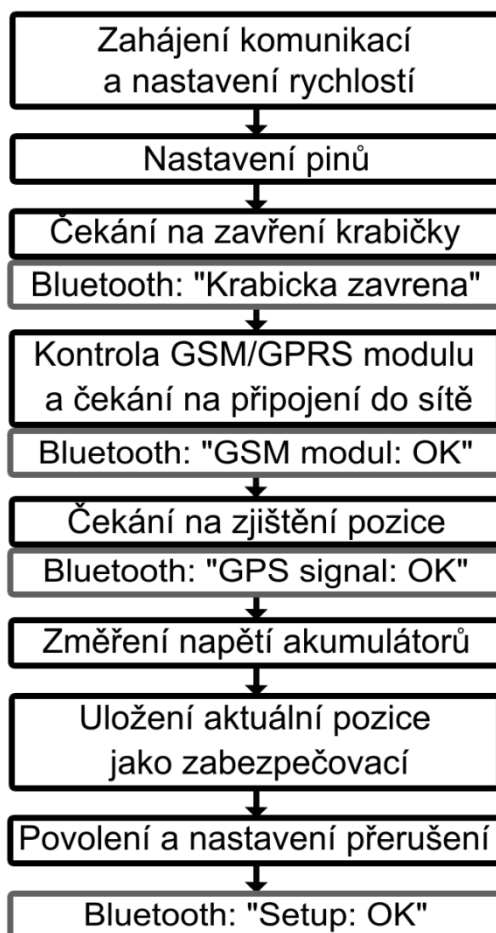 Zahájení komunikací
a nastavení rychlostí
Nastavení pinů
Čekání na zavření krabičky
Bluetooth: "Krabicka zavrena"
Kontrola GSM/GPRS modulu
a čekání na připojení do sítě
Bluetooth: "GSM modul: OK"
Čekání na zjištění pozice
Bluetooth: "GPS signal: OK"
Změření napětí akumulátorů
Uložení aktuální pozice
jako zabezpečovací
Povolení a nastavení přerušení
Bluetooth: "Setup: OK"